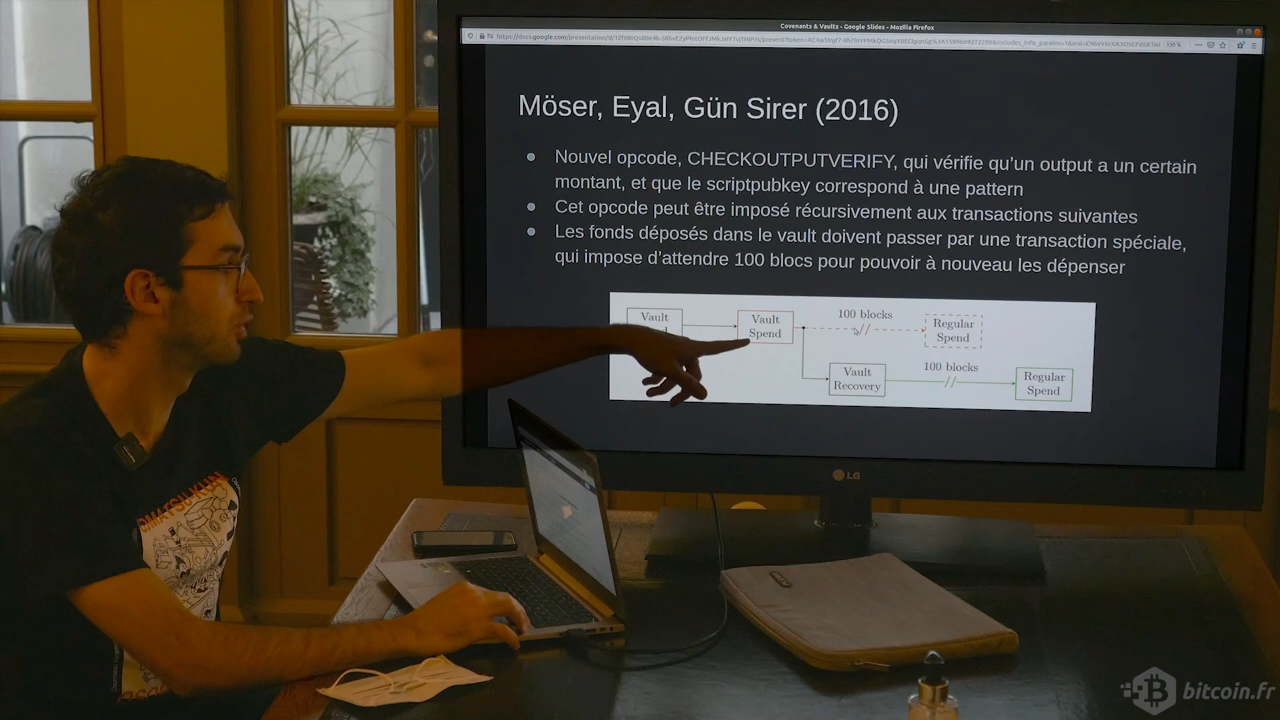 Covenants & Vaults - Google Slides - Mozilla Firefox
150 %
Möser, Eyal, Gün Sirer (2016)
Nouvel opcode, CHECKOUTPUTVERIFY, qui vérifie qu'un output a un certain
montant, et que le scriptpubkey correspond à une pattern
Cet opcode peut être imposé récursivement aux transactions suivantes
Les fonds déposés dans le vault doivent passer par une transaction spéciale,
qui impose d'attendre 100 blocs pour pouvoir à nouveau les dépenser
Vault
Vault
Spend
100 blocks
Regular
Spend
Vault
Recovery
100 blocks
Regular
Spend
LG
bitcoin.fr